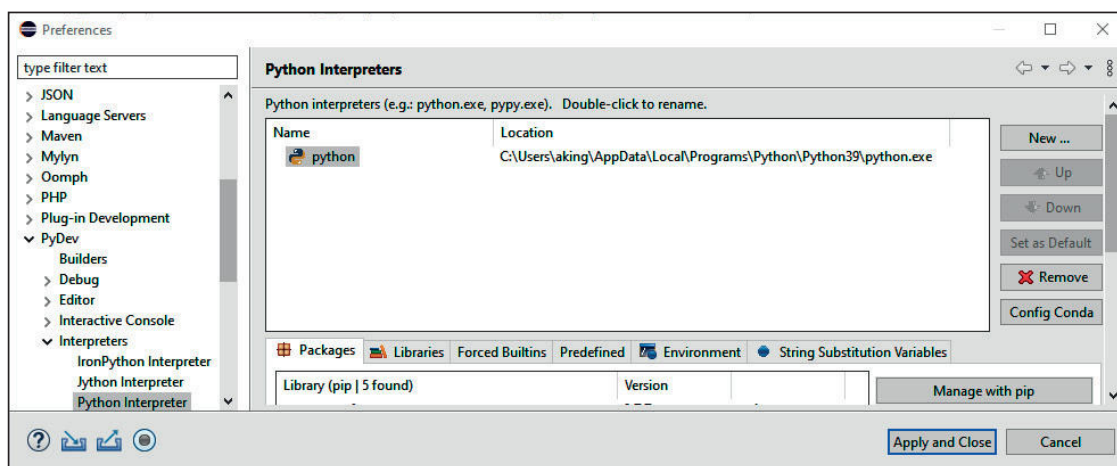 Preferences
type filter text
JSON
Language Servers
Maven
Mylyn
Oomph
PHP
Plug-in Development
PyDev
Builders
Debug
Editor
Interactive Console
Interpreters
IronPython Interpreter
Jython Interpreter
Python Interpreter
Python Interpreters
Python interpreters (e.g.: python.exe, pypy.exe). Double-click to rename.
Name Location
python C:\Users\aking\AppData\Local\Programs\Python\Python39\python.exe
New ...
Up
Down
Set as Default
Remove
Config Conda
Packages Libraries Forced Builtins Predefined Environment String Substitution Variables
Library (pip | 5 found) Version
Manage with pip
Apply and Close Cancel